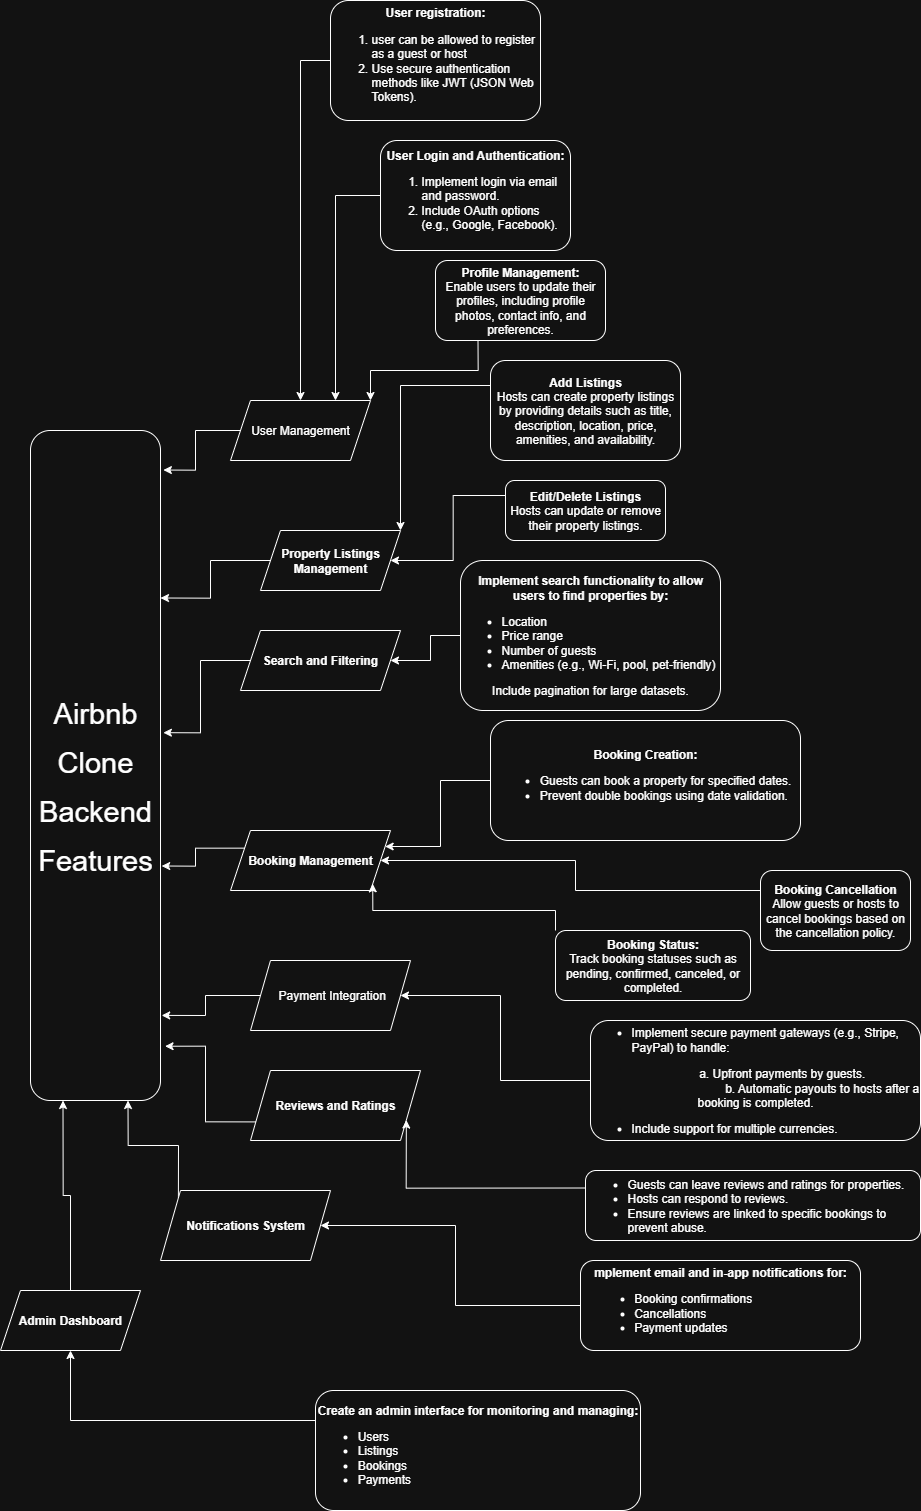 User registration:
1. user can be allowed to register
as a guest or host
2. Use secure authentication
methods like JWT (JSON Web
Tokens).
User Login and Authentication:
1. Implement login via email
and password.
2. Include OAuth options
(e.g., Google, Facebook).
Profile Management:
Enable users to update their
profiles, including profile
photos, contact info, and
preferences.
Add Listings
Hosts can create property listings
by providing details such as title,
description, location, price,
amenities, and availability.
User Management
Edit/Delete Listings
Hosts can update or remove
their property listings.
Property Listings
Management
Implement search functionality to allow
users to find properties by:
• Location
• Price range
• Number of guests
• Amenities (e.g., Wi-Fi, pool, pet-friendly)
Include pagination for large datasets.
Search and Filtering
Airbnb
Clone
Backend
Features
Booking Creation:
• Guests can book a property for specified dates.
• Prevent double bookings using date validation.
Booking Management
Booking Cancellation
Allow guests or hosts to
cancel bookings based on
the cancellation policy.
Booking Status:
Track booking statuses such as
pending, confirmed, canceled, or
completed.
Payment Integration
• Implement secure payment gateways (e.g., Stripe,
PayPal) to handle:
a. Upfront payments by guests.
b. Automatic payouts to hosts after a
booking is completed.
• Include support for multiple currencies.
Reviews and Ratings
• Guests can leave reviews and ratings for properties.
• Hosts can respond to reviews.
• Ensure reviews are linked to specific bookings to
prevent abuse.
Notifications System
mplement email and in-app notifications for:
• Booking confirmations
• Cancellations
• Payment updates
Admin Dashboard
Create an admin interface for monitoring and managing:
• Users
• Listings
• Bookings
• Payments